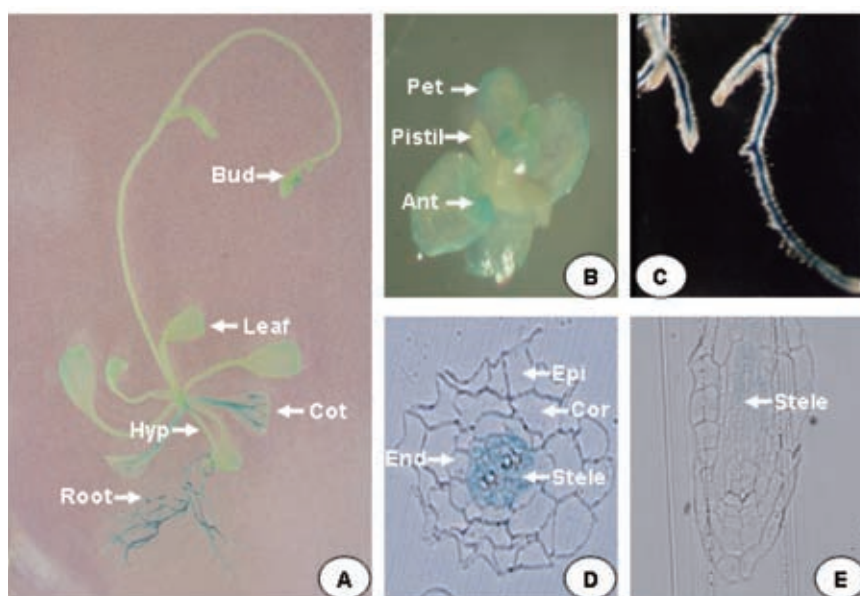 Bud
Leaf
Cot
Hyp
Root
A
Pet
Pistil
Ant
B
C
Epi
Cor
End
Stele
D
Stele
E